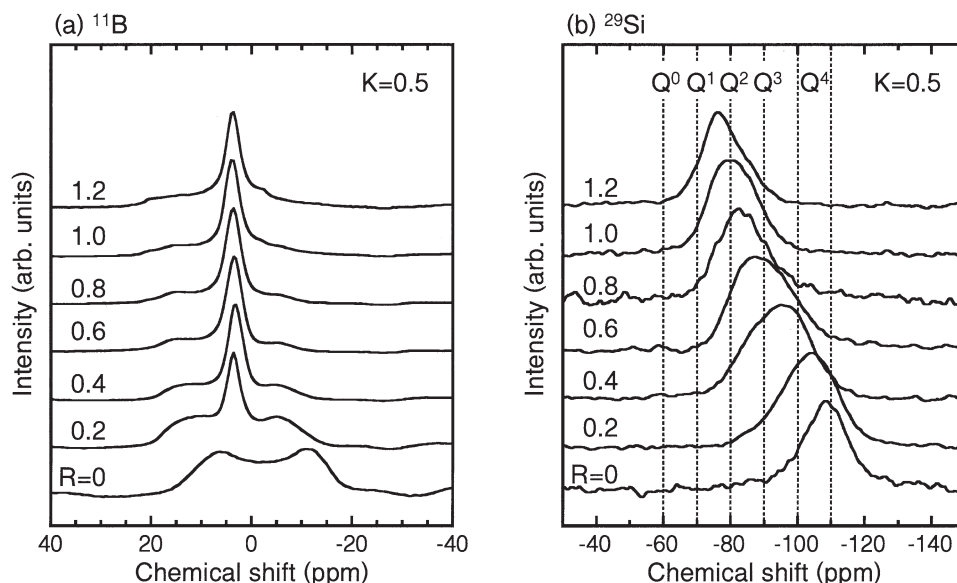 (a) ¹¹B
K=0.5
1.2
1.0
0.8
0.6
0.4
0.2
R=0
Intensity (arb. units)
40 20 0 -20 -40
Chemical shift (ppm)
(b) ²⁹Si
Q⁰ Q¹ Q² Q³ Q⁴ K=0.5
1.2
1.0
0.8
0.6
0.4
0.2
R=0
Intensity (arb. units)
-40 -60 -80 -100 -120 -140
Chemical shift (ppm)